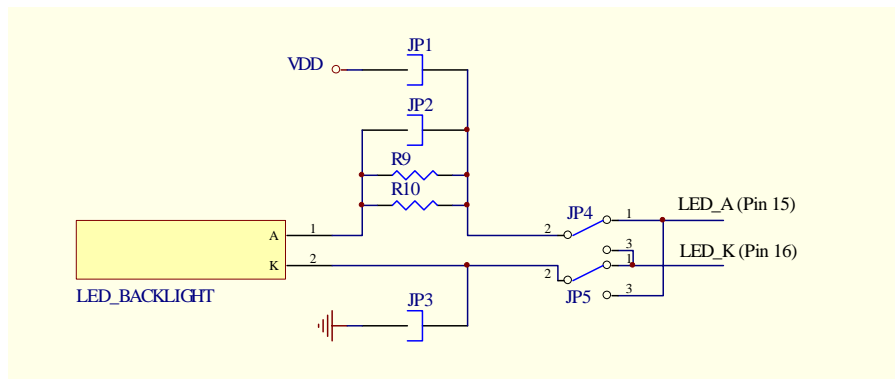 JP1
VDD
JP2
R9
R10
LED_A (Pin 15)
JP4
1
2
A
1
3
LED_K (Pin 16)
K
2
1
2
3
JP5
LED_BACKLIGHT
JP3